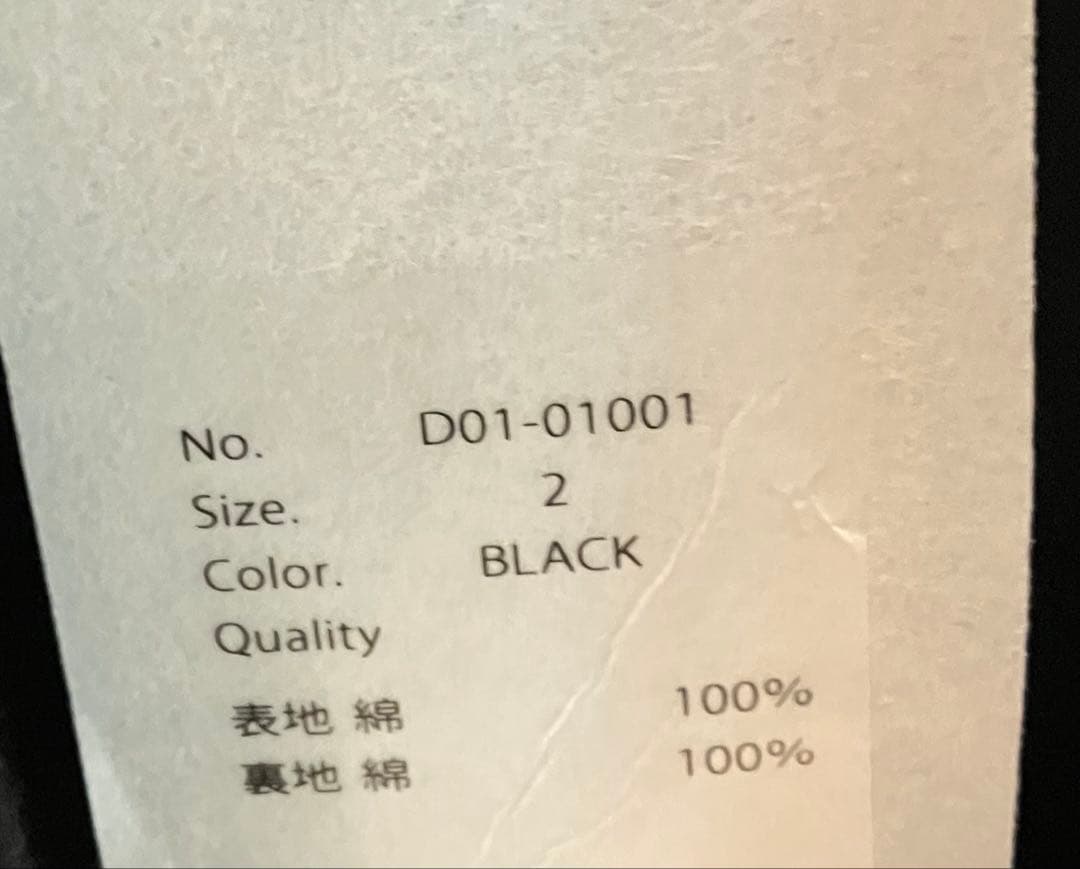 No. D01-01001
Size. 2
Color. BLACK
Quality
表地 綿 100%
裏地 綿 100%